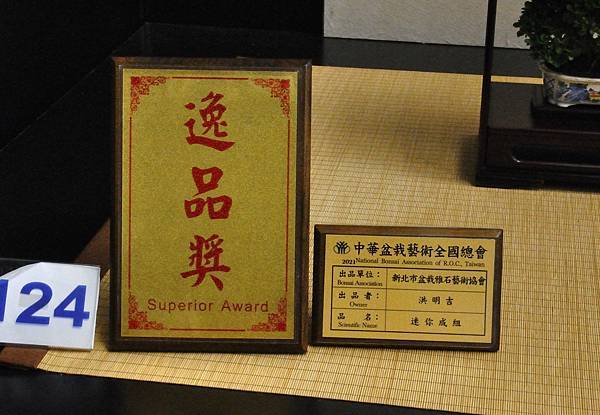 逸品獎
Superior Award
124
中華盆栽藝術全國總會
2021 National Bonsai Association of R.O.C., Taiwan
出品單位： 新北市盆栽雅石藝術協會
Bonsai Association
出品者： 洪明吉
Owner
品名： 迷你成組
Scientific Name